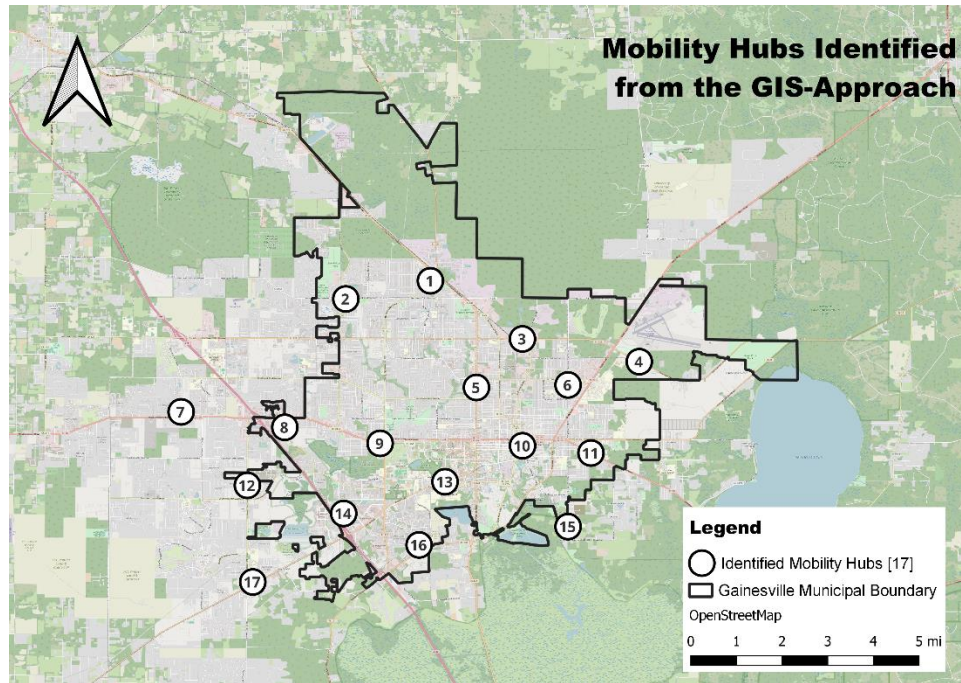 Mobility Hubs Identified
from the GIS-Approach
1
2
3
4
5
6
7
8
9
10
11
12
13
14
15
16
17
Legend
Identified Mobility Hubs [17]
Gainesville Municipal Boundary
OpenStreetMap
0 1 2 3 4 5 mi